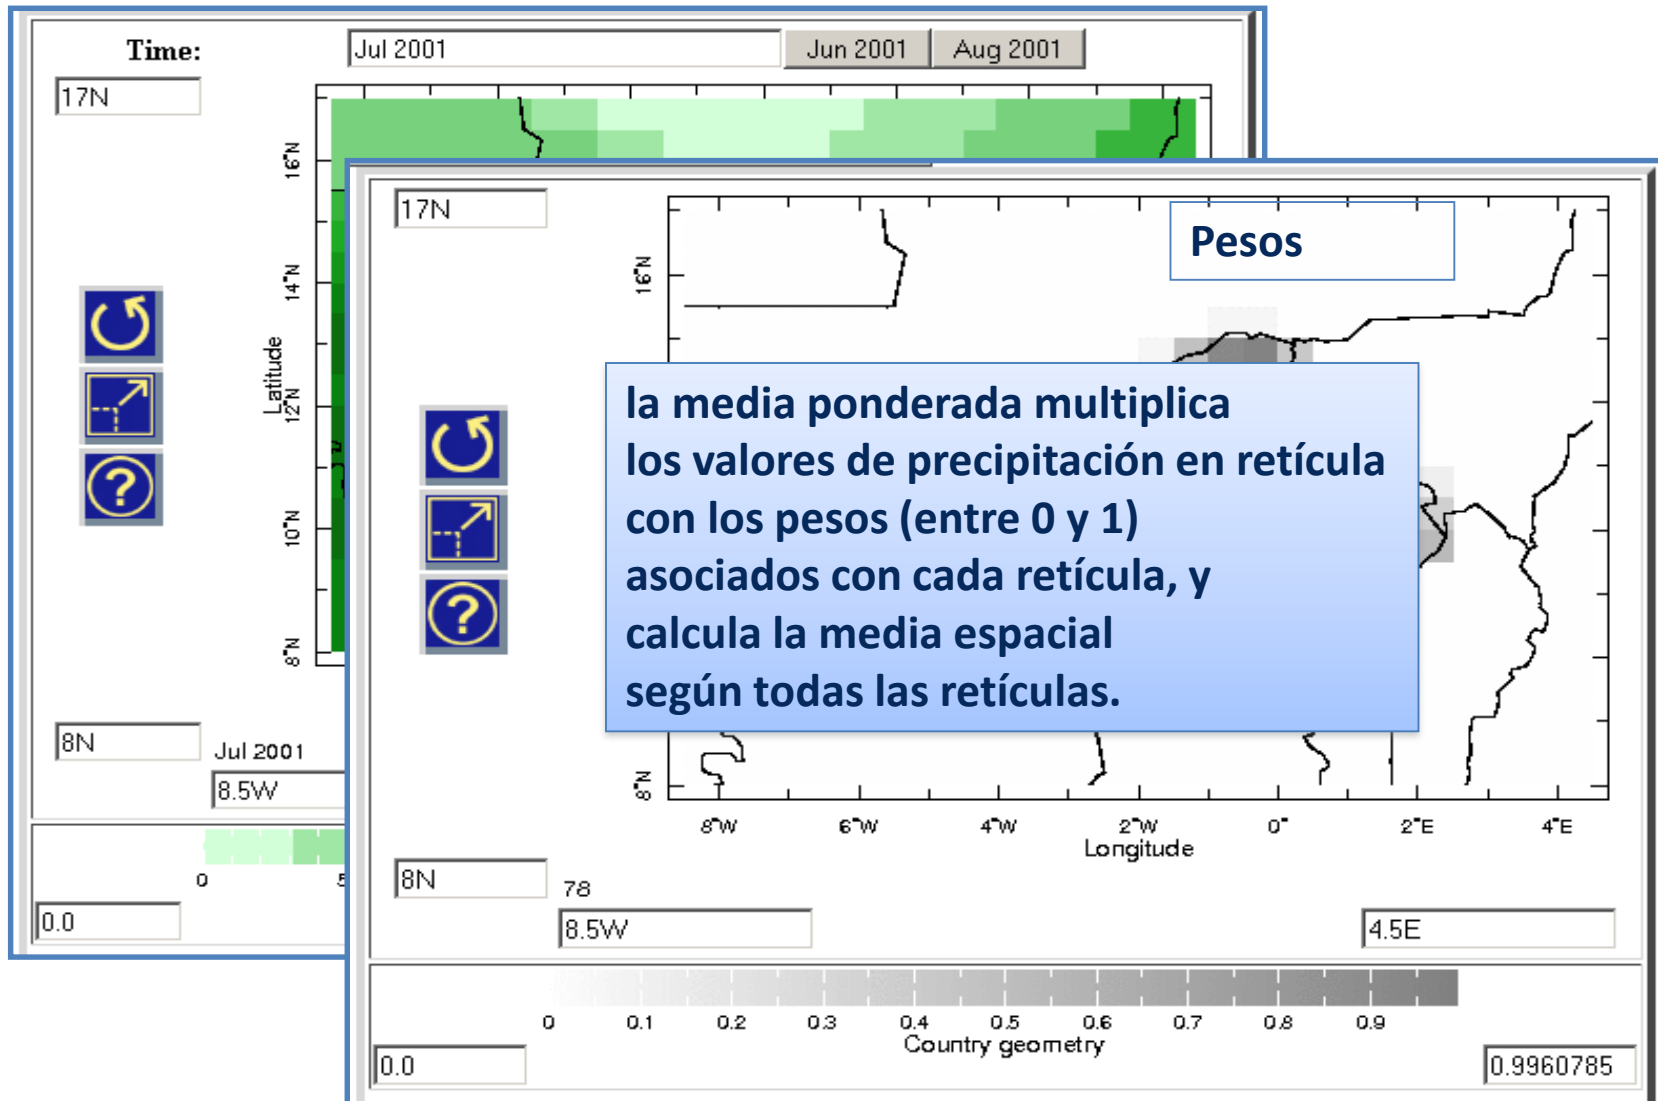 Time:
Jul 2001
Jun 2001
Aug 2001
17N
16°N
14°N
12°N
10°N
8°N
Latitude
8N
Jul 2001
8.5W
0
5
0.0
17N
Pesos
16°N
la media ponderada multiplica
los valores de precipitación en retícula
con los pesos (entre 0 y 1)
asociados con cada retícula, y
calcula la media espacial
según todas las retículas.
8°N
8°W 6°W 4°W 2°W 0° 2°E 4°E
Longitude
8N
78
8.5W
4.5E
0 0.1 0.2 0.3 0.4 0.5 0.6 0.7 0.8 0.9
Country geometry
0.0
0.9960785